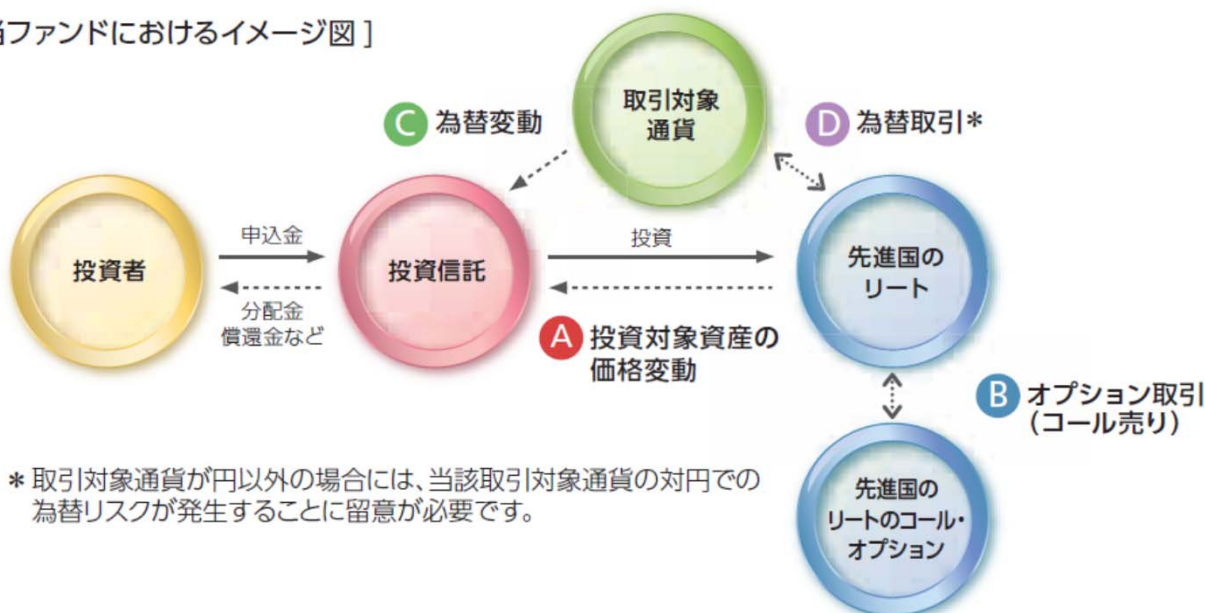 当ファンドにおけるイメージ図 ]
取引対象
通貨
C 為替変動
D 為替取引*
投資者
申込金
分配金
償還金など
投資信託
投資
先進国の
リート
A 投資対象資産の
価格変動
B オプション取引
(コール売り)
先進国の
リートのコール・
オプション
* 取引対象通貨が円以外の場合には、当該取引対象通貨の対円での
為替リスクが発生することに留意が必要です。